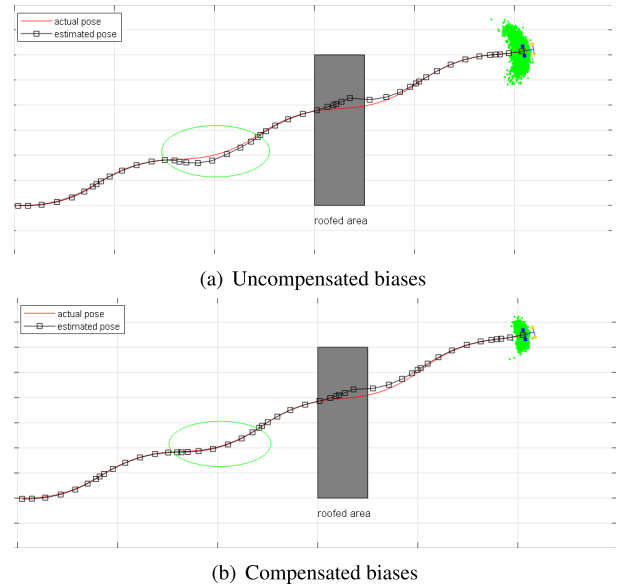 actual pose
estimated pose
roofed area
(a) Uncompensated biases
actual pose
estimated pose
roofed area
(b) Compensated biases